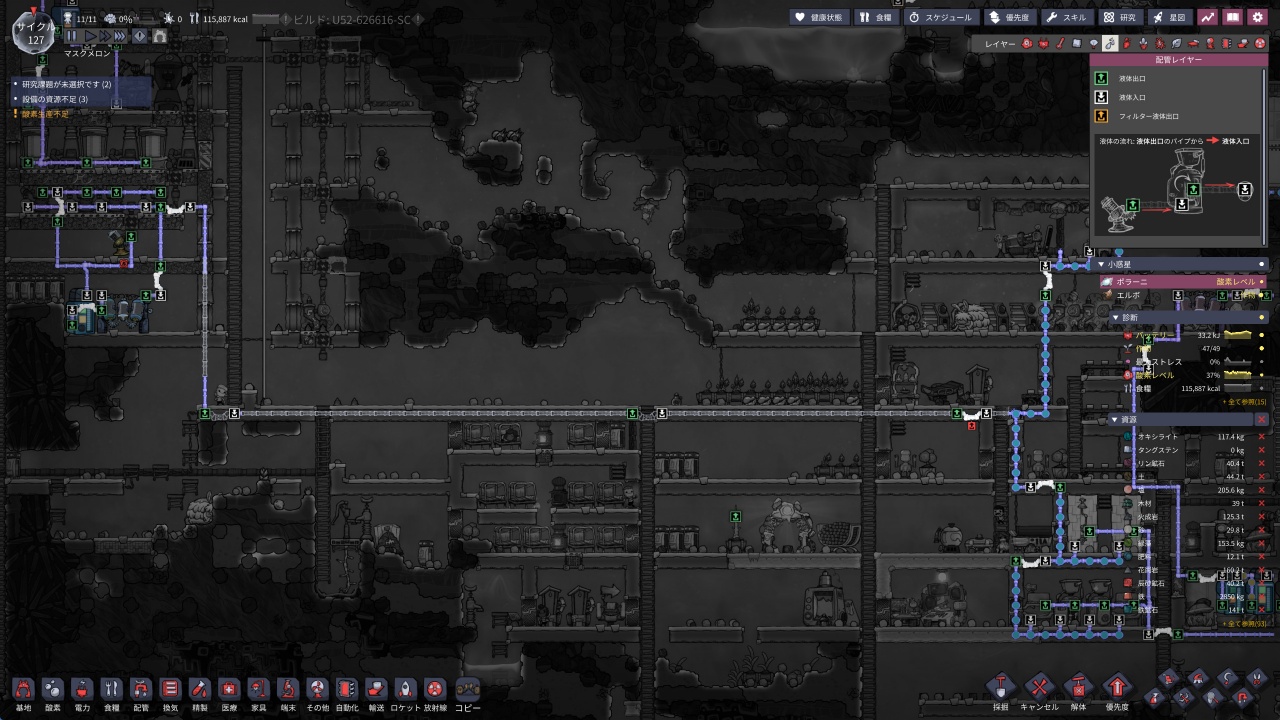 サイクル
127
11/11
0%
0
115,887 kcal
ビルド: U52-626616-SC
マスクメロン
研究課題が未選択です (2)
設備の資源不足 (3)
酸素生産不足
健康状態
食糧
スケジュール
優先度
スキル
研究
星図
レイヤー
配管レイヤー
液体出口
液体入口
フィルター液体出口
液体の流れ: 液体出口のパイプから
液体入口
小惑星
ポラーニ
酸素レベル
エルボ
診断
バッテリー
33.2 kJ
47/49
ストレス
0%
酸素レベル
37%
食糧
115,887 kcal
+ 全て参照(15)
資源
オキシライト
117.4 kg
タングステン
0 kg
リン鉱石
40.4 t
土
44.2 t
塩
205.6 kg
木材
39 t
火成岩
125.3 t
29.8 t
153.5 kg
12.1 t
花崗岩
辰砂鉱石
40.2 t
鉄
2850 kg
141 t
+ 全て参照(93)
基地
酸素
電力
食糧
配管
換気
精製
医療
家具
端末
その他
自動化
輸送
ロケット
放射線
コピー
採掘
キャンセル
解体
優先度